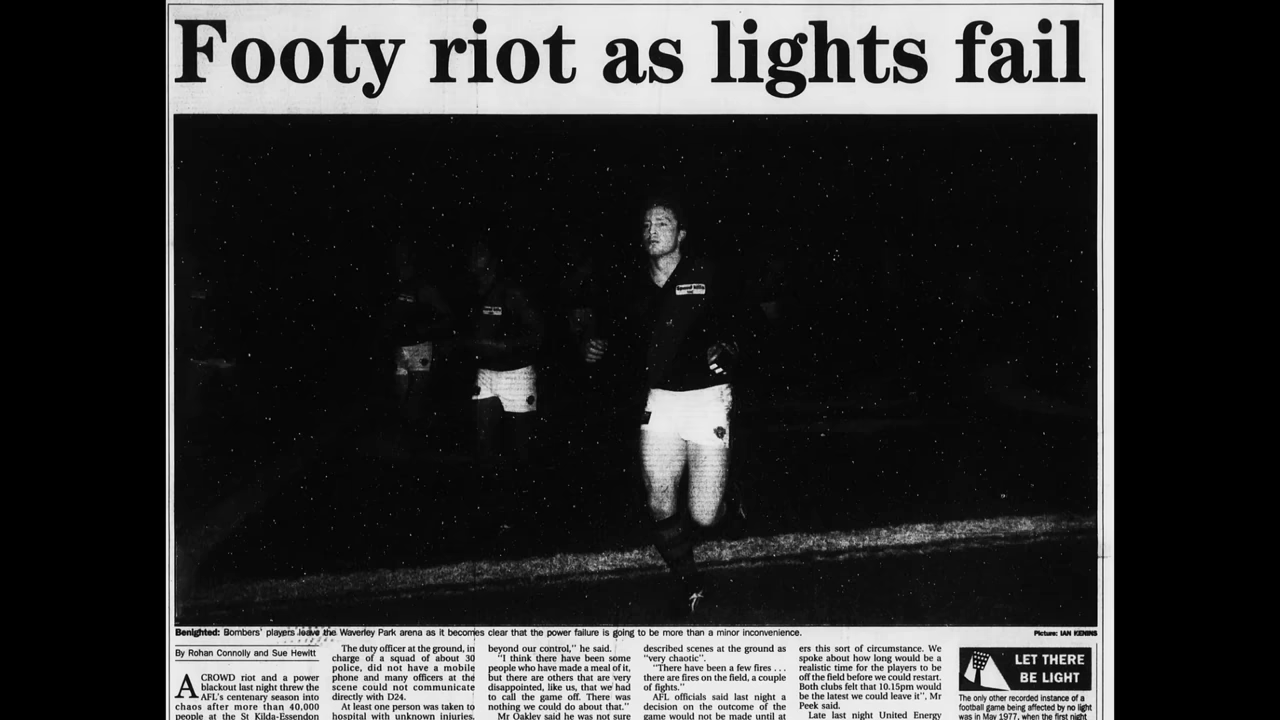 Footy riot as lights fail
Benighted: Bombers' players leave the Waverley Park arena as it becomes clear that the power failure is going to be more than a minor inconvenience.
Picture: IAN KENINS
By Rohan Connolly and Sue Hewitt
A CROWD riot and a power
blackout last night threw the
AFL's centenary season into
chaos after more than 40,000
people at the St Kilda-Essendon
The duty officer at the ground, in
charge of a squad of about 30
police, did not have a mobile
phone and many officers at the
scene could not communicate
directly with D24.
At least one person was taken to
hospital with unknown injuries.
beyond our control," he said.
"I think there have been some
people who have made a meal of it,
but there are others that are very
disappointed, like us, that we had
to call the game off. There was
nothing we could do about that."
Mr Oakley said he was not sure
described scenes at the ground as
"very chaotic".
"There have been a few fires . . .
there are fires on the field, a couple
of fights."
AFL officials said last night a
decision on the outcome of the
game would not be made until at
ers this sort of circumstance. We
spoke about how long would be a
realistic time for the players to be
off the field before we could restart.
Both clubs felt that 10.15pm would
be the latest we could leave it", Mr
Peek said.
Late last night United Energy
LET THERE
BE LIGHT
The only other recorded instance of a
football game being affected by no light
was in May 1977, when the first night